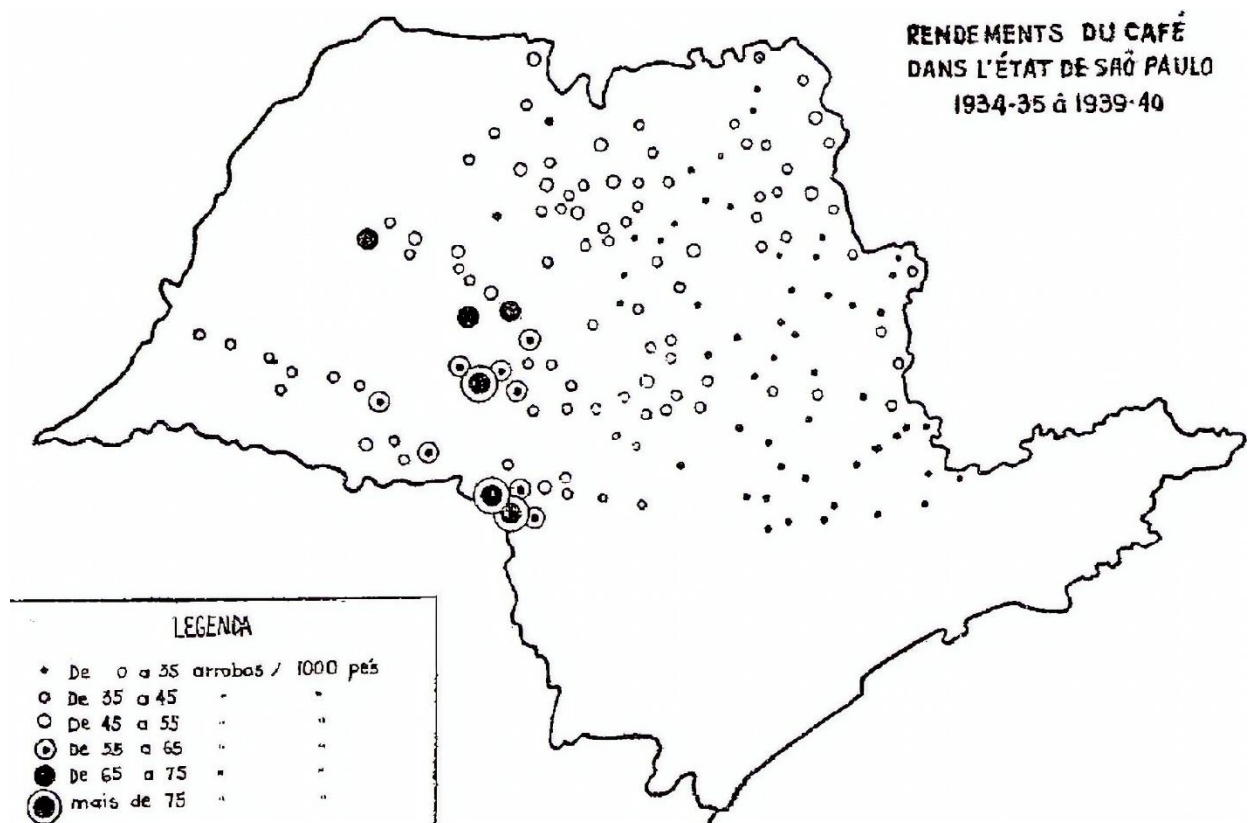 RENDEMENTS DU CAFÉ
DANS L'ÉTAT DE SAÕ PAULO
1934-35 à 1939-40
LEGENDA
De 0 a 35 arrobas / 1000 pés
De 35 a 45 " "
De 45 a 55 " "
De 55 a 65 " "
De 65 a 75 " "
mais de 75 " "